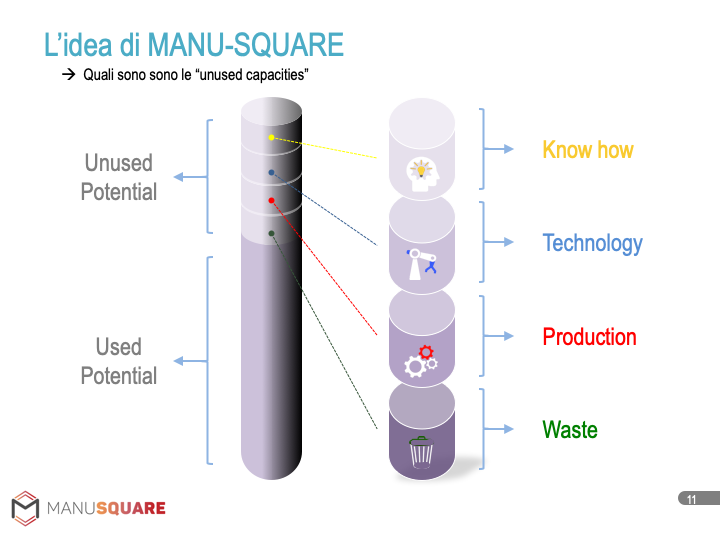 L'idea di MANU-SQUARE
→ Quali sono sono le “unused capacities”
Unused
Potential
Used
Potential
Know how
Technology
Production
Waste
MANUSQUARE
11